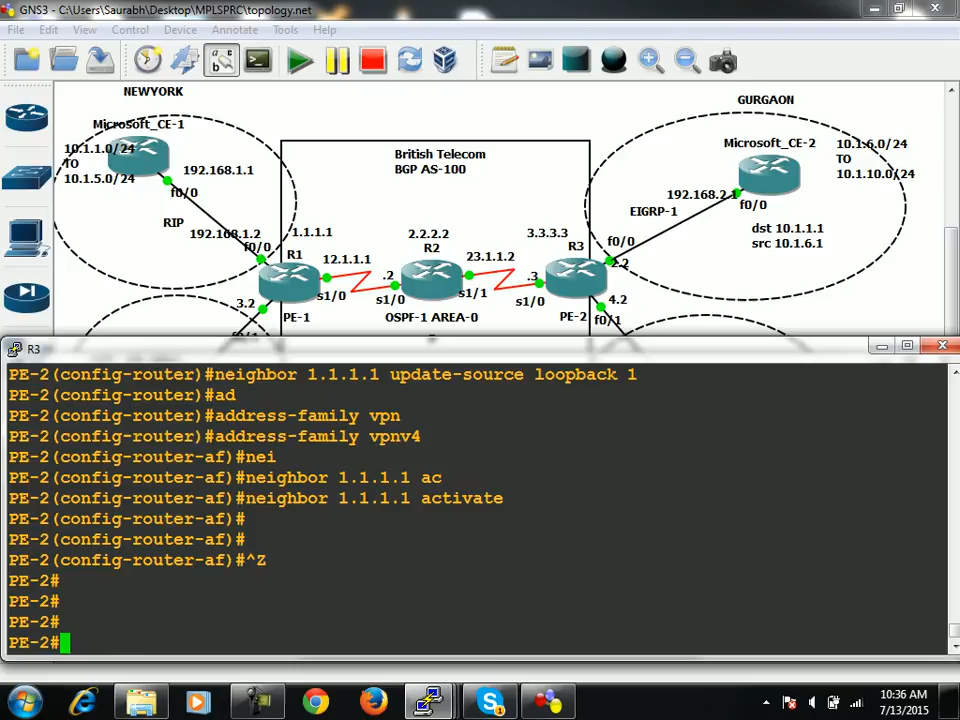 GNS3 - C:\Users\Saurabh\Desktop\MPLSPRC\topology.net
File Edit View Control Device Annotate Tools Help
NEWYORK
GURGAON
Microsoft_CE-1
Microsoft_CE-2
British Telecom
BGP AS-100
10.1.1.0/24
TO
10.1.5.0/24
192.168.1.1
f0/0
RIP
192.168.1.2
f0/0
1.1.1.1
R1
12.1.1.1
s1/0
PE-1
3.2
2.2.2.2
R2
.2
s1/0
23.1.1.2
s1/1
OSPF-1 AREA-0
3.3.3.3
R3
.3
s1/0
PE-2
f0/0
2.2
4.2
f0/1
EIGRP-1
192.168.2.1
f0/0
10.1.6.0/24
TO
10.1.10.0/24
dst 10.1.1.1
src 10.1.6.1
R3
PE-2(config-router)#neighbor 1.1.1.1 update-source loopback 1
PE-2(config-router)#ad
PE-2(config-router)#address-family vpn
PE-2(config-router)#address-family vpnv4
PE-2(config-router-af)#nei
PE-2(config-router-af)#neighbor 1.1.1.1 ac
PE-2(config-router-af)#neighbor 1.1.1.1 activate
PE-2(config-router-af)#
PE-2(config-router-af)#
PE-2(config-router-af)#^Z
PE-2#
PE-2#
PE-2#
PE-2#
10:36 AM
7/13/2015